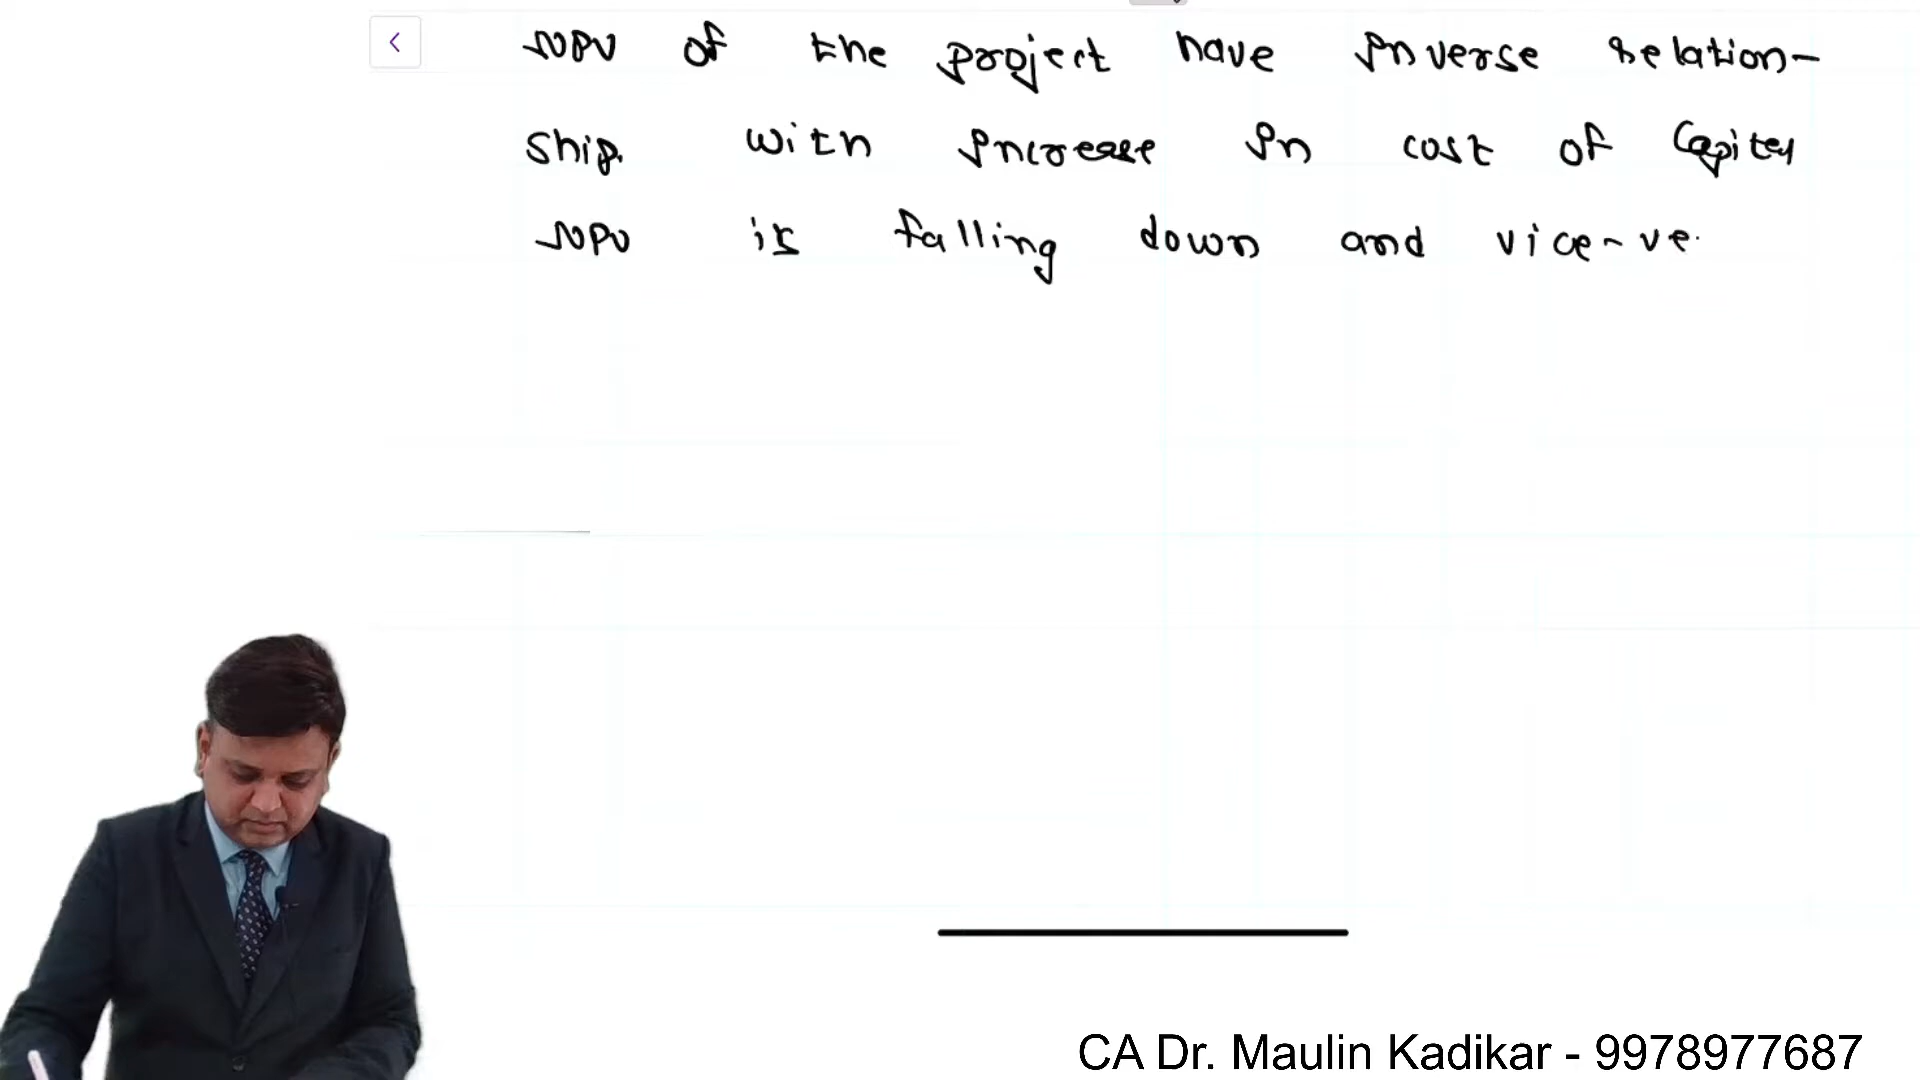 NPV of the project have inverse relation-
ship. with increase in cost of Capital
NPV is falling down and vice-ve
CA Dr. Maulin Kadikar - 9978977687